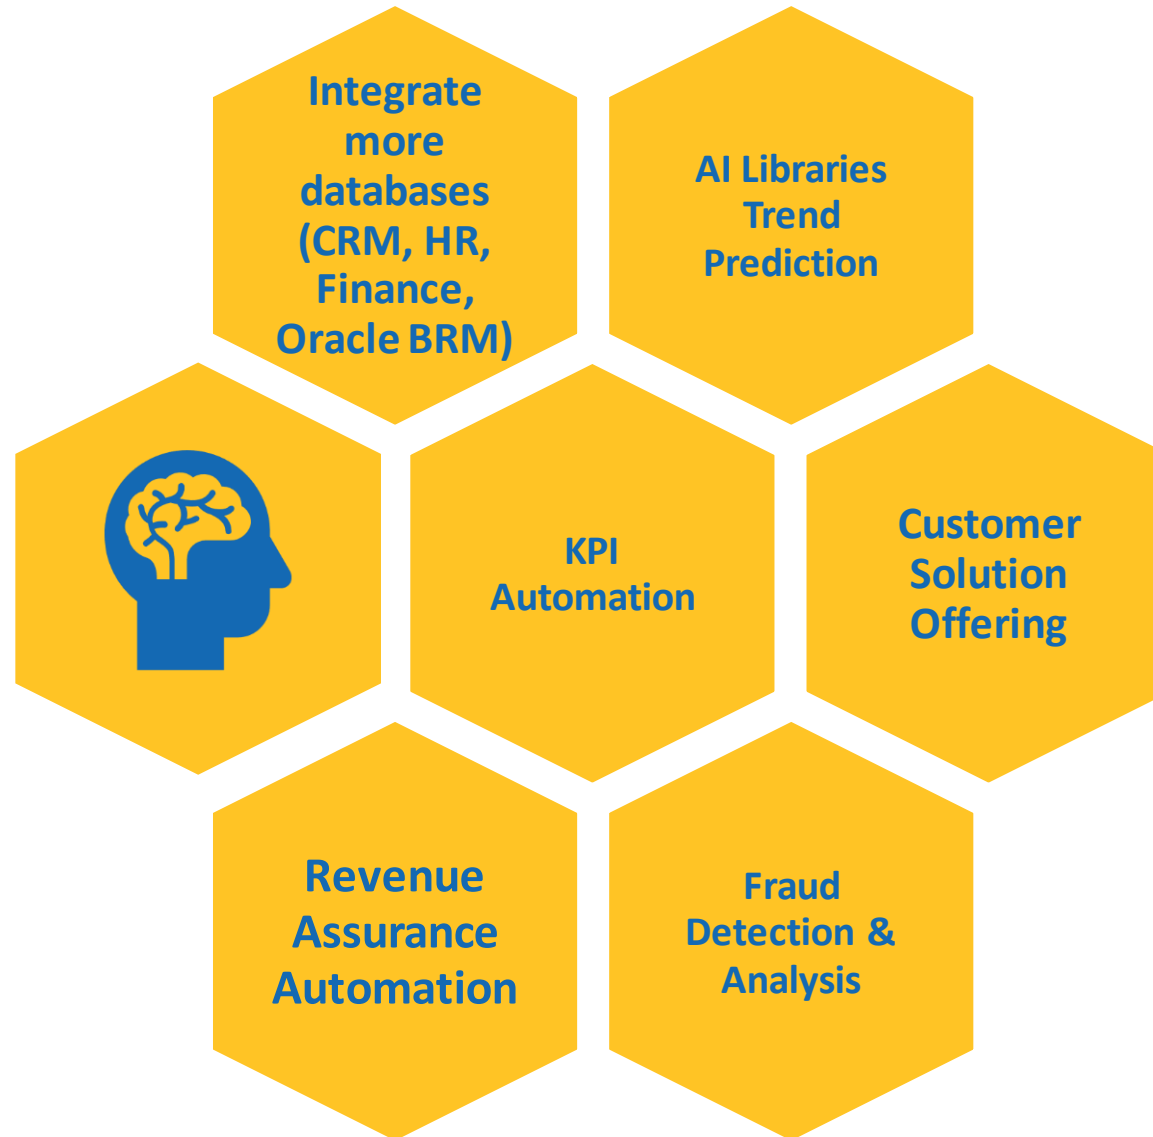 Integrate
more
databases
(CRM, HR,
Finance,
Oracle BRM)
AI Libraries
Trend
Prediction
KPI
Automation
Customer
Solution
Offering
Revenue
Assurance
Automation
Fraud
Detection &
Analysis